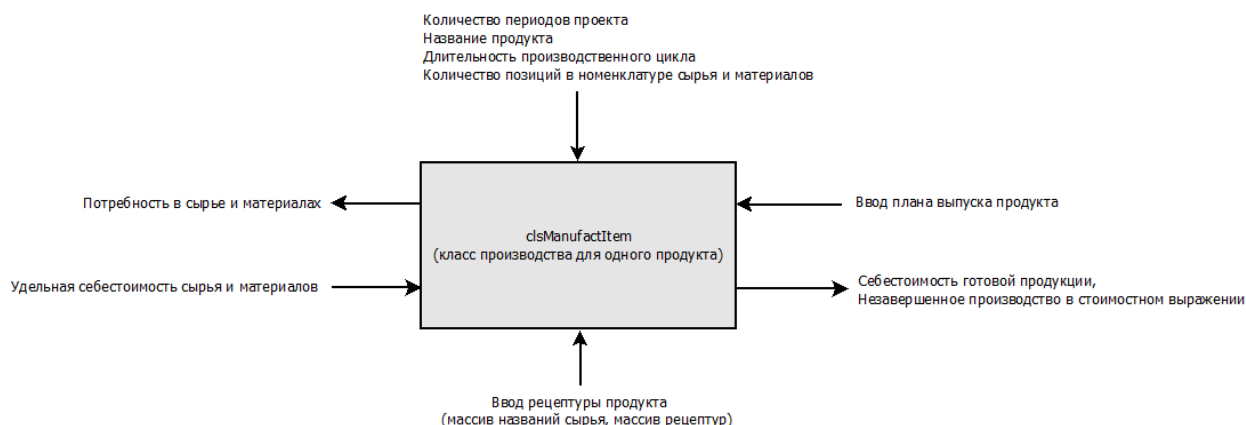 Количество периодов проекта
Название продукта
Длительность производственного цикла
Количество позиций в номенклатуре сырья и материалов
Потребность в сырье и материалах
Ввод плана выпуска продукта
clsManufactItem
(класс производства для одного продукта)
Удельная себестоимость сырья и материалов
Себестоимость готовой продукции,
Незавершенное производство в стоимостном выражении
Ввод рецептуры продукта
(массив названий сырья, массив рецептур)